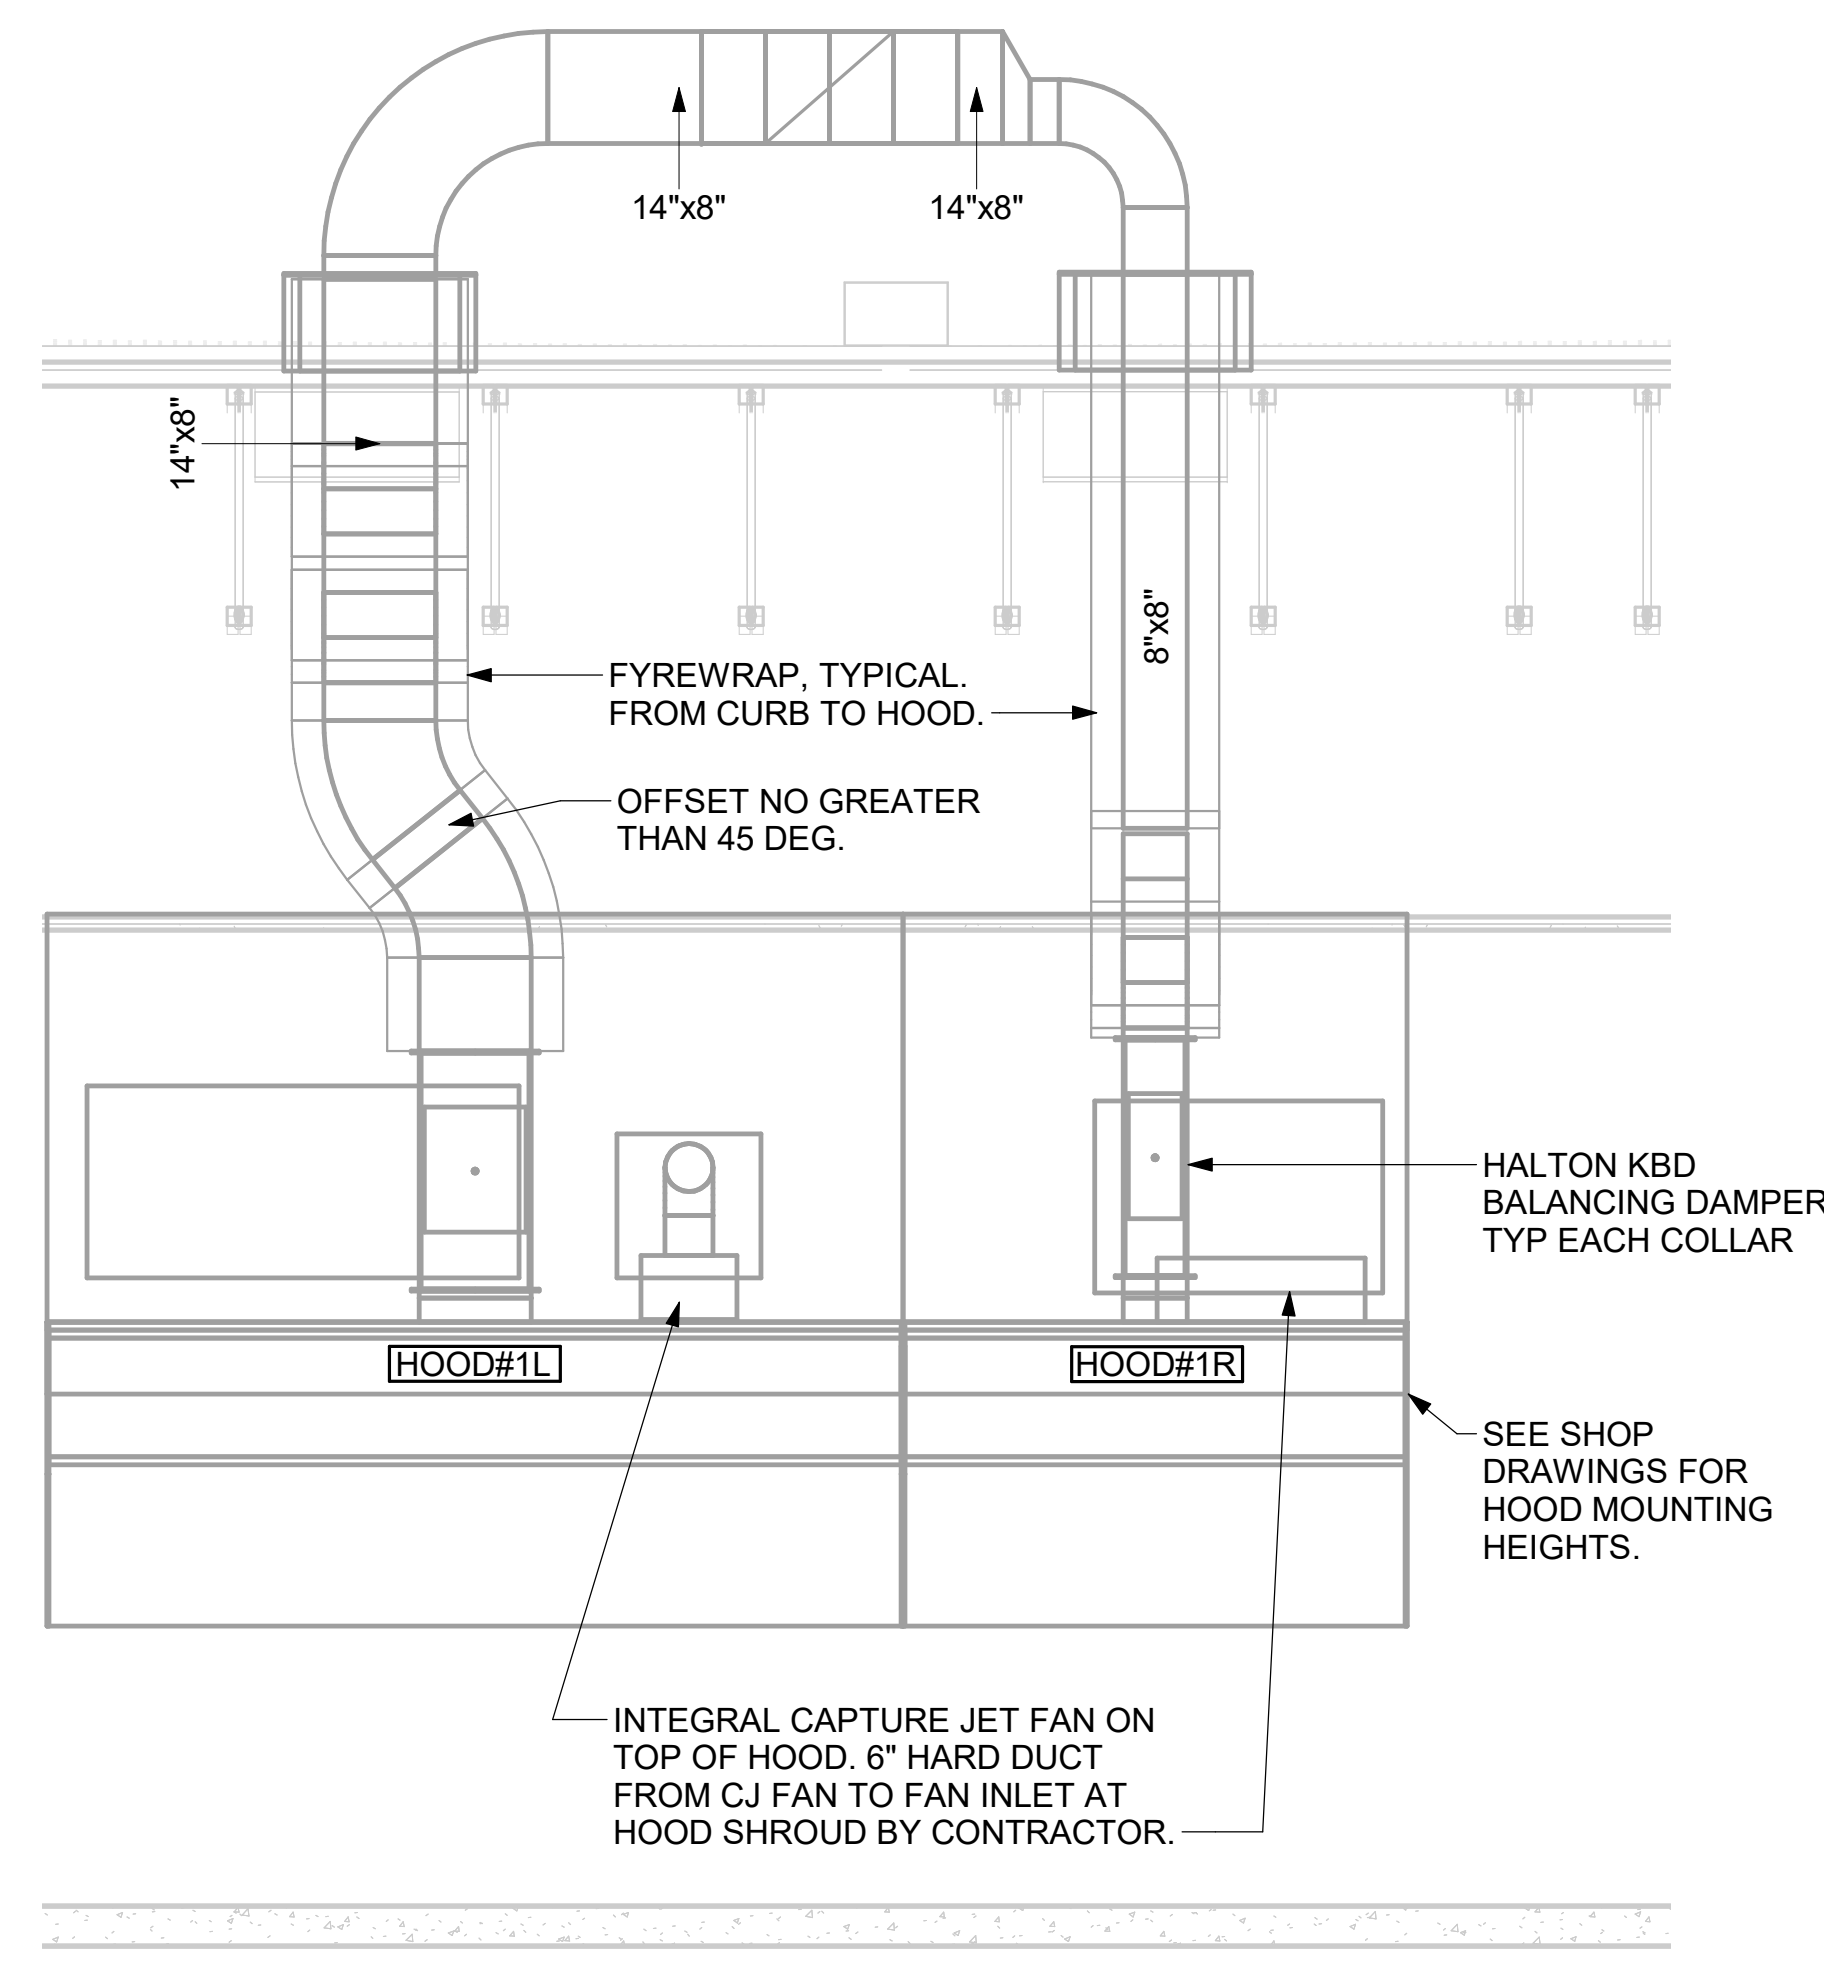 14"x8"
14"x8"
14"x8"
8"x8"
FYREWRAP, TYPICAL.
FROM CURB TO HOOD.
OFFSET NO GREATER
THAN 45 DEG.
HALTON KBD
BALANCING DAMPER
TYP EACH COLLAR
HOOD#1L
HOOD#1R
SEE SHOP
DRAWINGS FOR
HOOD MOUNTING
HEIGHTS.
INTEGRAL CAPTURE JET FAN ON
TOP OF HOOD. 6" HARD DUCT
FROM CJ FAN TO FAN INLET AT
HOOD SHROUD BY CONTRACTOR.